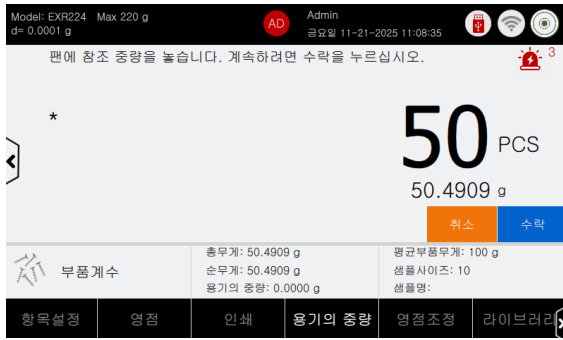 Model: EXR224 Max 220 g
d= 0.0001 g
AD
Admin
금요일 11-21-2025 11:08:35
팬에 참조 중량을 놓습니다. 계속하려면 수락을 누르십시오.
3
*
50 PCS
50.4909 g
취소
수락
부품계수
총무게: 50.4909 g
순무게: 50.4909 g
용기의 중량: 0.0000 g
평균부품무게: 100 g
샘플사이즈: 10
샘플명:
항목설정
영점
인쇄
용기의 중량
영점조정
라이브러리